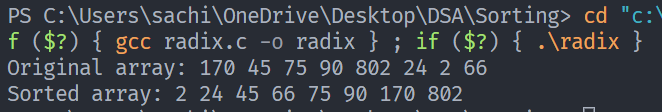 PS C:\Users\sachi\OneDrive\Desktop\DSA\Sorting> cd "c:\
f ($?) { gcc radix.c -o radix } ; if ($?) { .\radix }
Original array: 170 45 75 90 802 24 2 66
Sorted array: 2 24 45 66 75 90 170 802